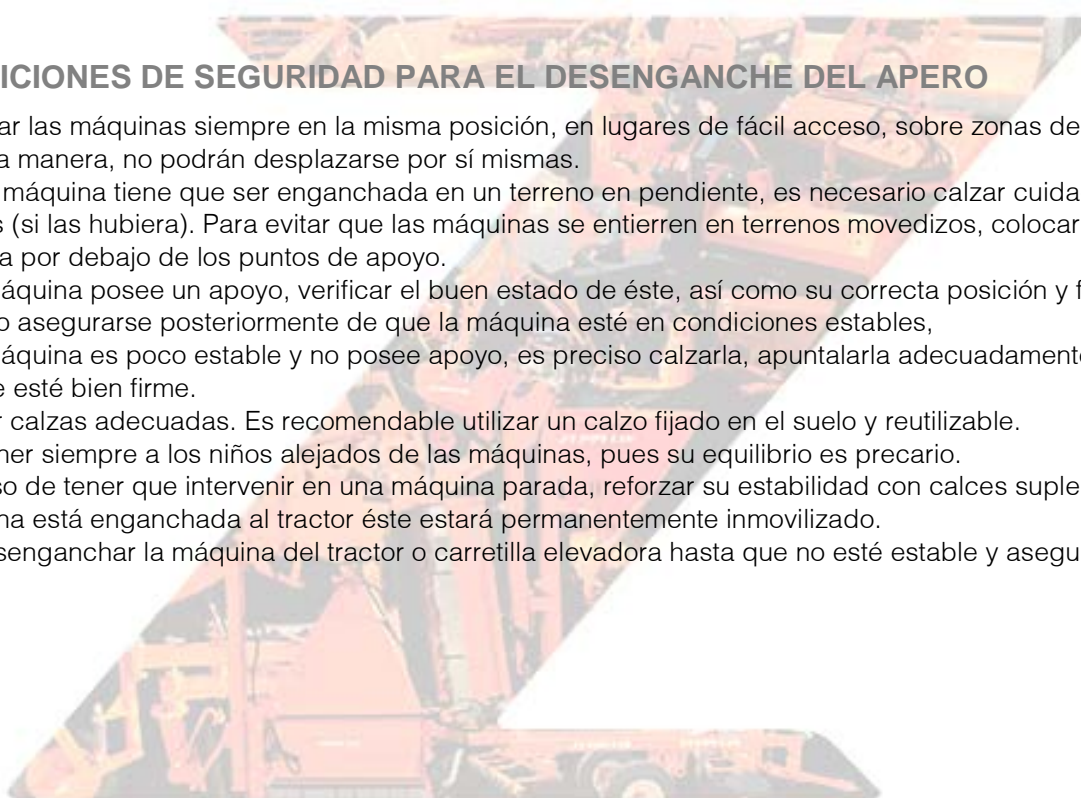 ICIONES DE SEGURIDAD PARA EL DESENGANCHE DEL APERO
ar las máquinas siempre en la misma posición, en lugares de fácil acceso, sobre zonas de
a manera, no podrán desplazarse por sí mismas.
máquina tiene que ser enganchada en un terreno en pendiente, es necesario calzar cuida
s (si las hubiera). Para evitar que las máquinas se entierren en terrenos movedizos, colocar
a por debajo de los puntos de apoyo.
áquina posee un apoyo, verificar el buen estado de éste, así como su correcta posición y f
o asegurarse posteriormente de que la máquina esté en condiciones estables,
áquina es poco estable y no posee apoyo, es preciso calzarla, apuntalarla adecuadament
e esté bien firme.
r calzas adecuadas. Es recomendable utilizar un calzo fijado en el suelo y reutilizable.
ner siempre a los niños alejados de las máquinas, pues su equilibrio es precario.
so de tener que intervenir en una máquina parada, reforzar su estabilidad con calces suple
na está enganchada al tractor éste estará permanentemente inmovilizado.
senganchar la máquina del tractor o carretilla elevadora hasta que no esté estable y asegu